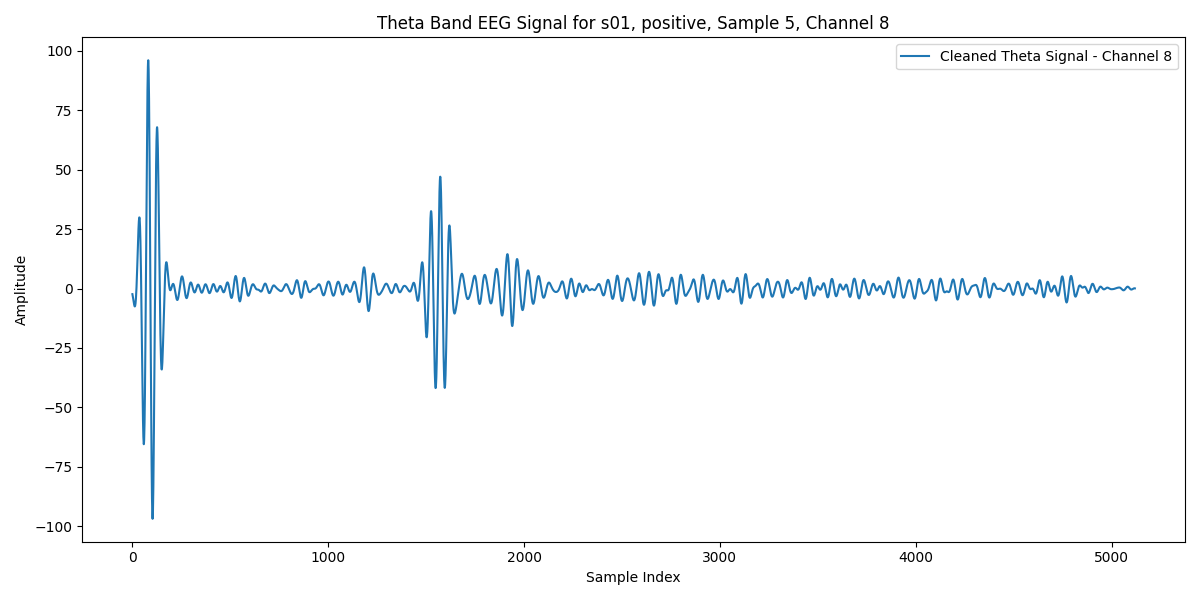 Theta Band EEG Signal for s01, positive, Sample 5, Channel 8
Cleaned Theta Signal - Channel 8
100
75
50
25
0
−25
−50
−75
−100
Amplitude
0 1000 2000 3000 4000 5000
Sample Index